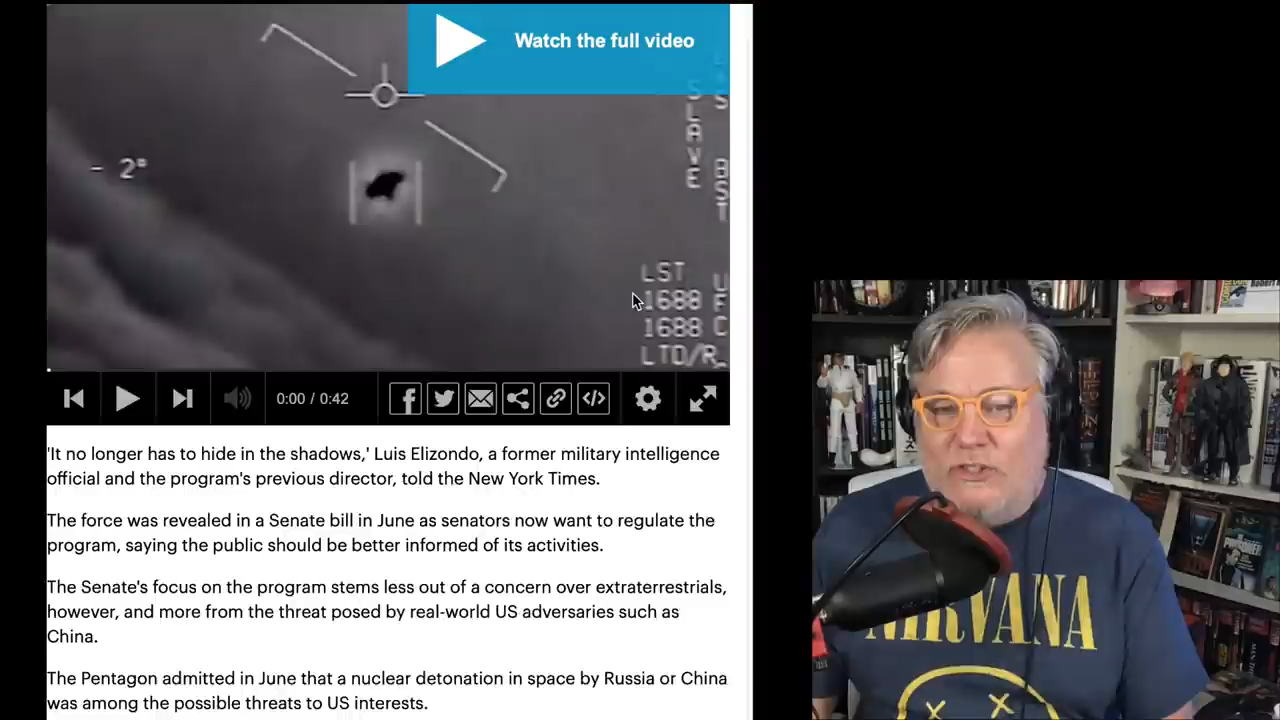 Watch the full video
- 2°
SLAVE
BST
LST
1688
1688
LTD/R
UFC
0:00 / 0:42
'It no longer has to hide in the shadows,' Luis Elizondo, a former military intelligence
official and the program's previous director, told the New York Times.
The force was revealed in a Senate bill in June as senators now want to regulate the
program, saying the public should be better informed of its activities.
The Senate's focus on the program stems less out of a concern over extraterrestrials,
however, and more from the threat posed by real-world US adversaries such as
China.
The Pentagon admitted in June that a nuclear detonation in space by Russia or China
was among the possible threats to US interests.
NIRVANA